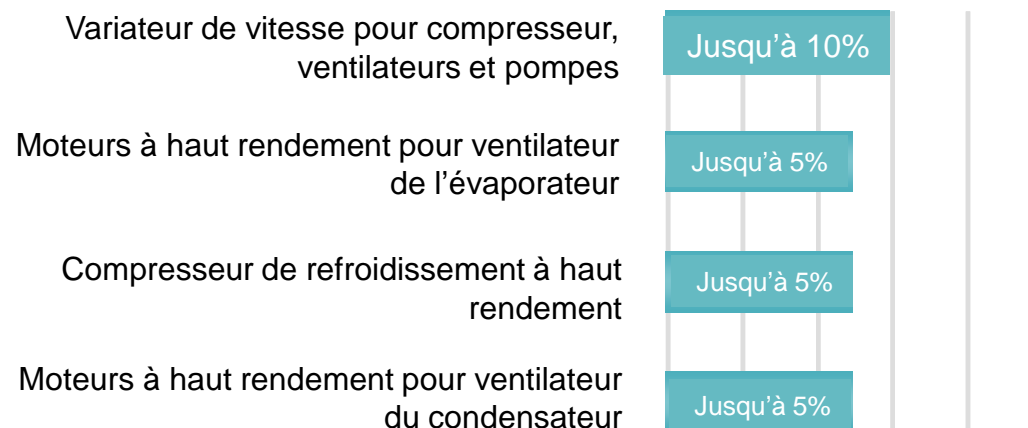 Variateur de vitesse pour compresseur,
ventilateurs et pompes
Jusqu’à 10%
Moteurs à haut rendement pour ventilateur
de l’évaporateur
Jusqu’à 5%
Compresseur de refroidissement à haut
rendement
Jusqu’à 5%
Moteurs à haut rendement pour ventilateur
du condensateur
Jusqu’à 5%